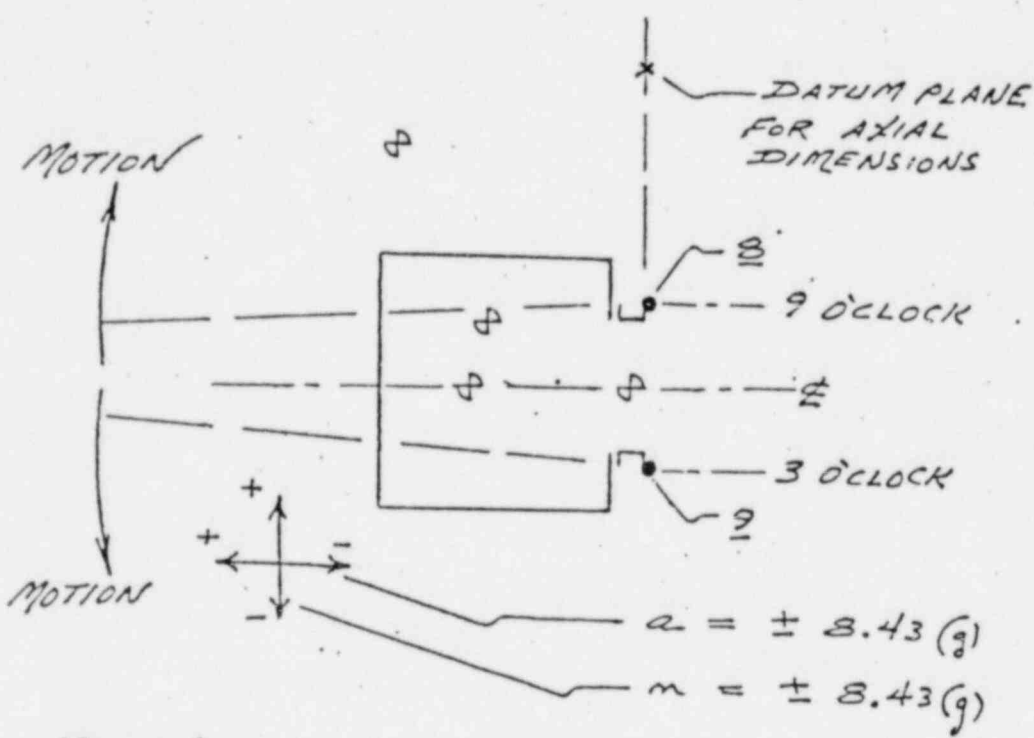 DATUM PLANE
FOR AXIAL
DIMENSIONS
MOTION
8
9 O'CLOCK
℄
3 O'CLOCK
9
+
+ -
-
MOTION
a = ± 8.43 (g)
n = ± 8.43 (g)